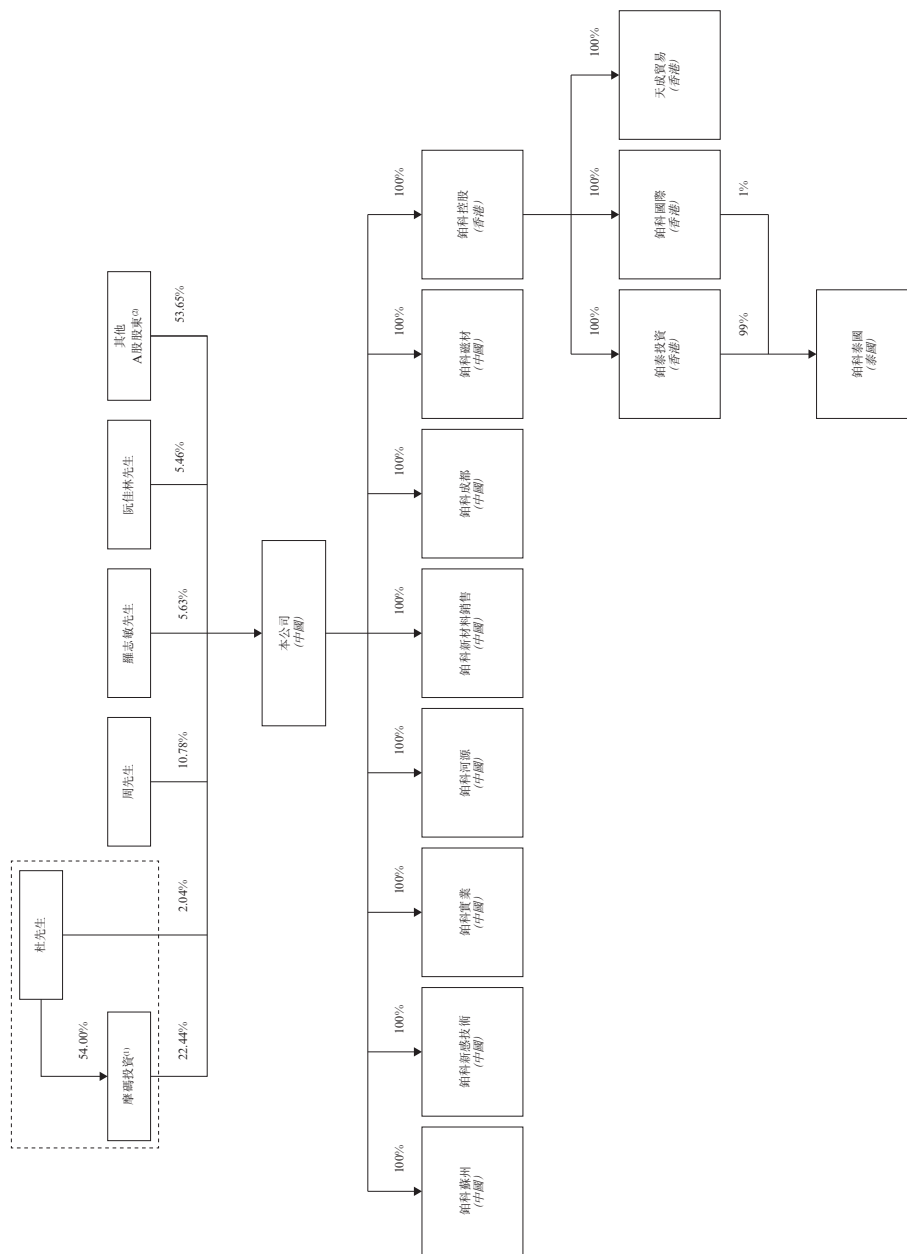 杜先生
54.00%
摩碼投資(1)
周先生
羅志敏先生
阮佳林先生
其他
A股股東(2)
22.44%
2.04%
10.78%
5.63%
5.46%
53.65%
本公司
(中國)
100%
100%
100%
100%
100%
100%
100%
100%
鉑科蘇州
(中國)
鉑科新感技術
(中國)
鉑科實業
(中國)
鉑科河源
(中國)
鉑科新材料銷售
(中國)
鉑科成都
(中國)
鉑科磁材
(中國)
鉑科控股
(香港)
100%
100%
100%
鉑泰投資
(香港)
鉑科國際
(香港)
天成貿易
(香港)
99%
1%
鉑科泰國
(泰國)